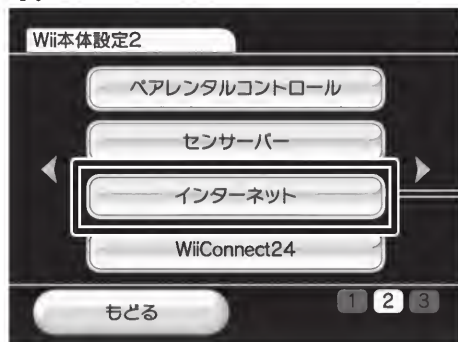 Wii本体設定2
ペアレンタルコントロール
センサーバー
インターネット
WiiConnect24
もどる
1 2 3